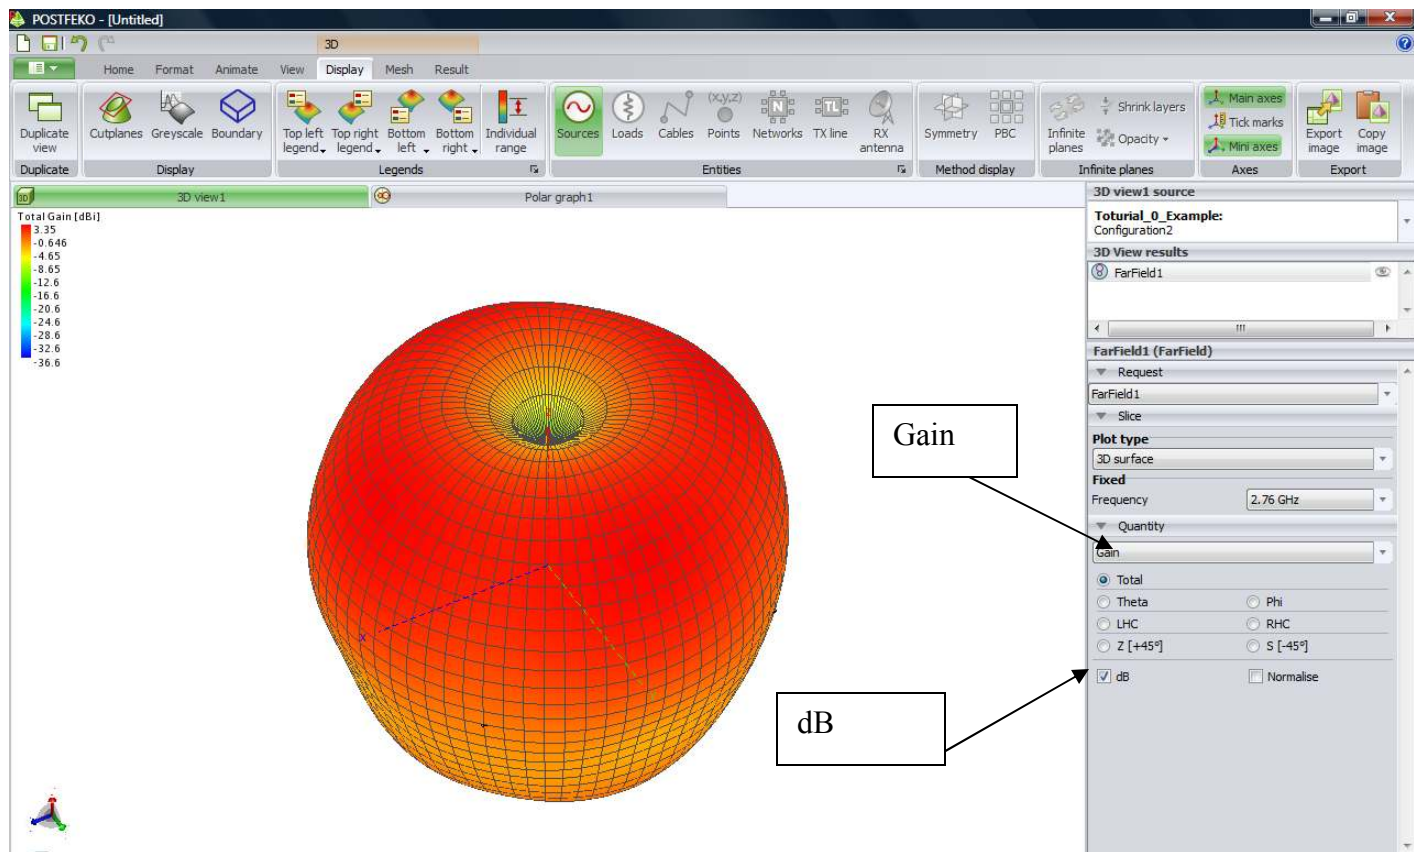 POSTFEKO - [Untitled]
3D
Home Format Animate View Display Mesh Result
Duplicate view
Cutplanes Greyscale Boundary
Top left legend
Top right legend
Bottom left
Bottom right
Individual range
Sources Loads Cables Points Networks TX line
(x,y,z)
N
TL
RX antenna
Symmetry PBC
Infinite planes
Shrink layers
Opacity
Main axes
Tick marks
Mini axes
Export image
Copy image
Duplicate Display Legends Entities Method display Infinite planes Axes Export
3D view1 Polar graph1
Total Gain [dBi]
3.35
-0.646
-4.65
-8.65
-12.6
-16.6
-20.6
-24.6
-28.6
-32.6
-36.6
X
Gain
dB
3D view1 source
Toturial_0_Example:
Configuration2
3D View results
FarField1
FarField1 (FarField)
Request
FarField1
Slice
Plot type
3D surface
Fixed
Frequency 2.76 GHz
Quantity
Gain
Total
Theta Phi
LHC RHC
Z [+45°] S [-45°]
dB Normalise